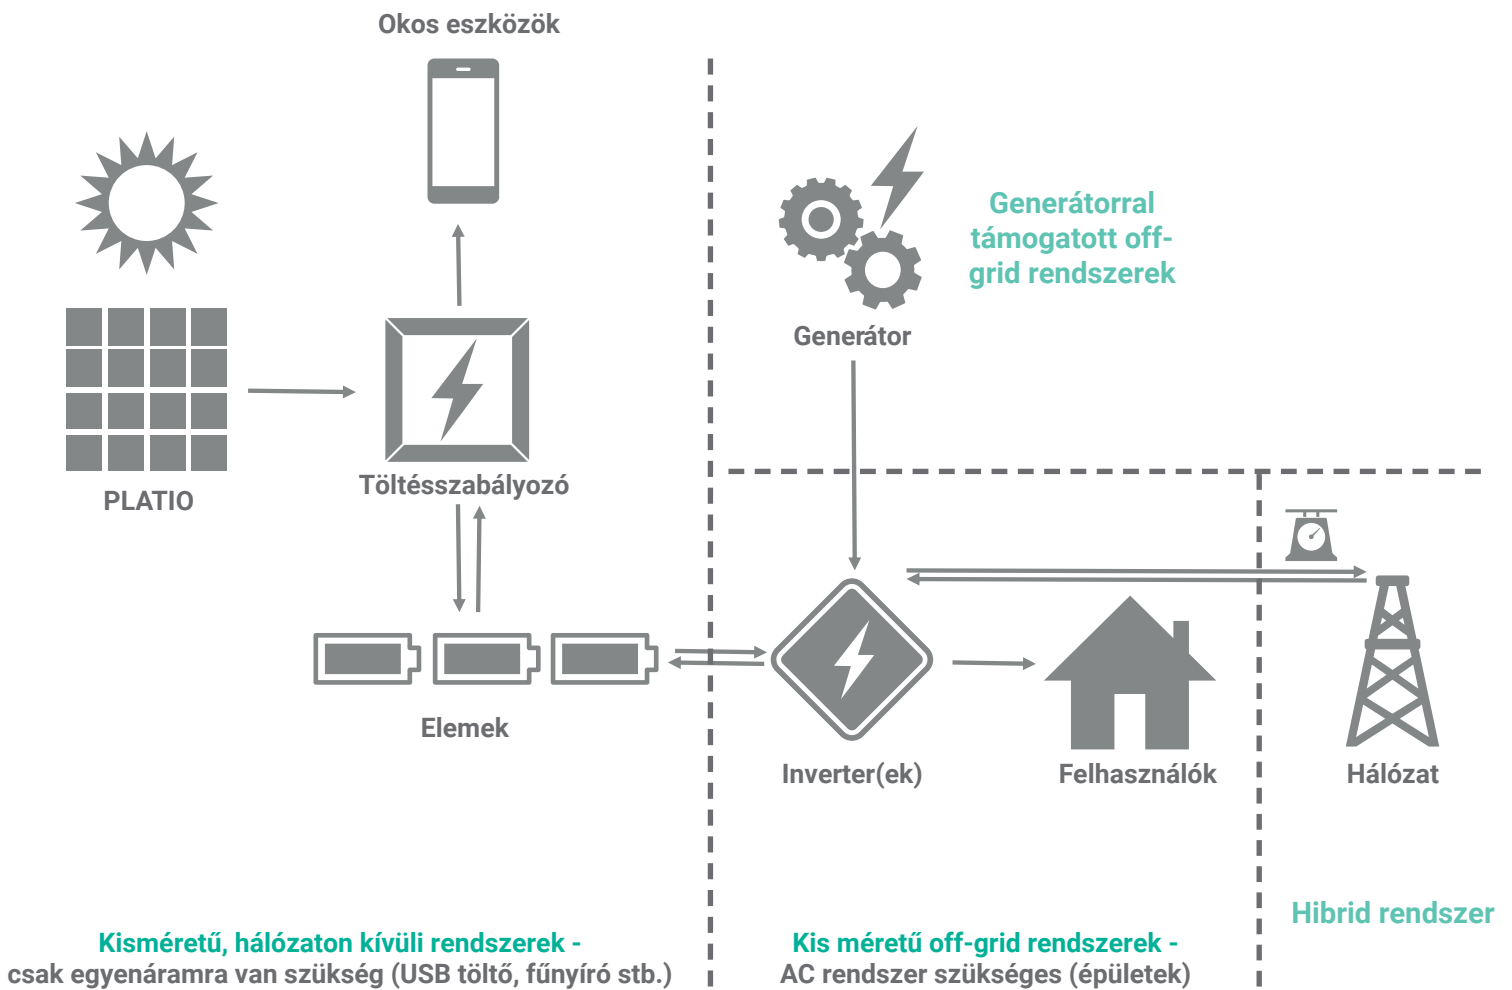 Okos eszközök
PLATIO
Töltésszabályozó
Elemek
Kisméretű, hálózaton kívüli rendszerek -
csak egyenáramra van szükség (USB töltő, fűnyíró stb.)
Generátorral
támogatott off-
grid rendszerek
Generátor
Inverter(ek)
Felhasználók
Kis méretű off-grid rendszerek -
AC rendszer szükséges (épületek)
Hálózat
Hibrid rendszer